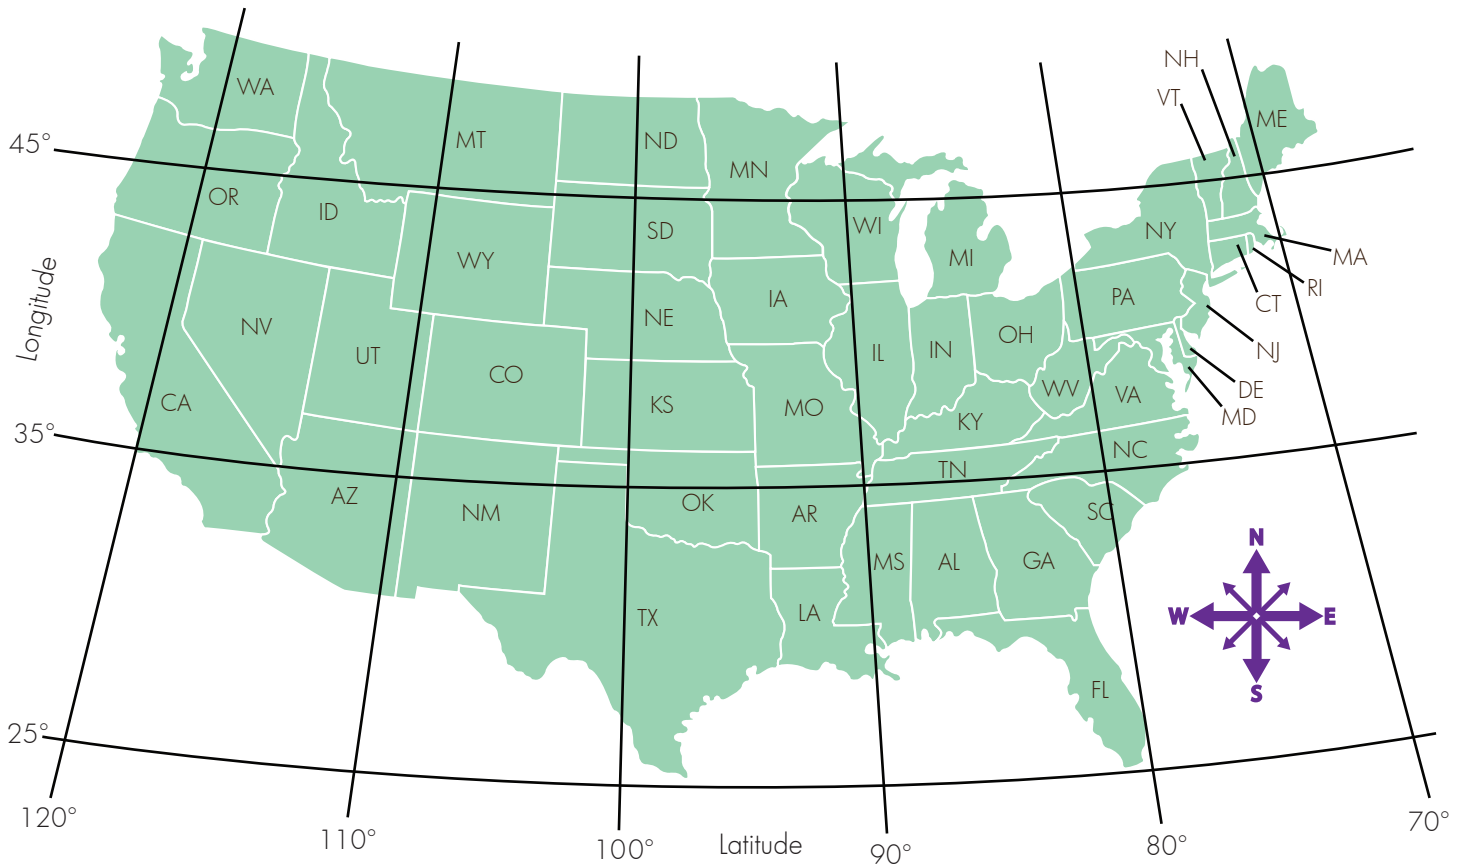 NH
VT
WA
ME
MT
ND
MN
45°
OR
ID
SD
WI
NY
WY
MI
MA
Longitude
RI
IA
PA
CT
NV
NE
UT
IL
IN
OH
NJ
CO
WV
VA
DE
CA
KS
MO
KY
MD
35°
NC
TN
AZ
OK
NM
AR
SC
N
MS
AL
GA
TX
LA
W
E
FL
S
25°
120°
110°
100°
Latitude
90°
80°
70°